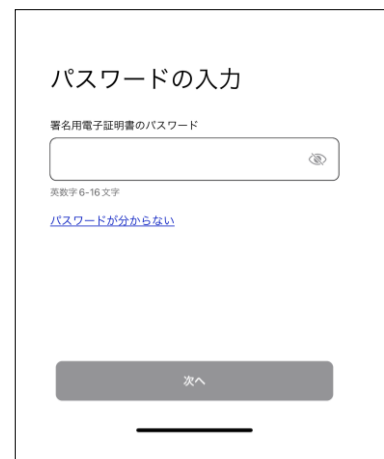 パスワードの入力
署名用電子証明書のパスワード
英数字6-16文字
パスワードが分からない
次へ